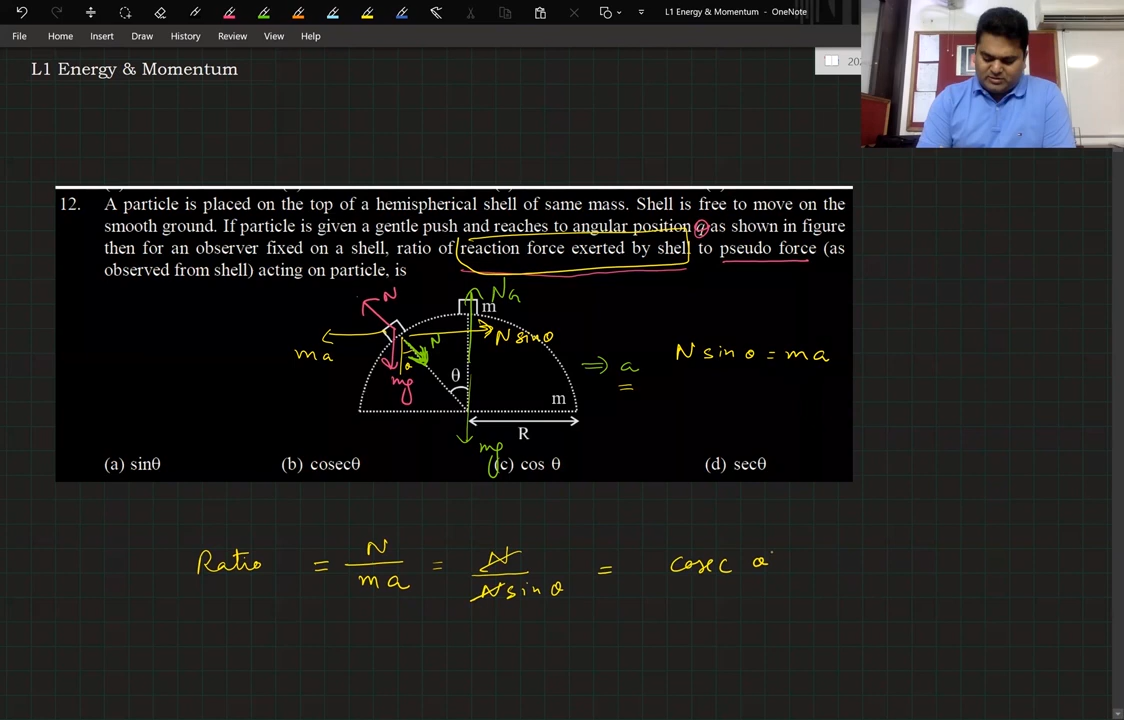 L1 Energy & Momentum - OneNote
File Home Insert Draw History Review View Help
L1 Energy & Momentum
202
12. A particle is placed on the top of a hemispherical shell of same mass. Shell is free to move on the
smooth ground. If particle is given a gentle push and reaches to angular position q as shown in figure
then for an observer fixed on a shell, ratio of reaction force exerted by shell to pseudo force (as
observed from shell) acting on particle, is
N
Na
m
ma
N
N sin θ
θ
mg
θ
⇒ a
N sin θ = ma
m
R
mg
(a) sinθ (b) cosecθ (c) cos θ (d) secθ
Ratio = N / ma = N / N sin θ = cosec θ